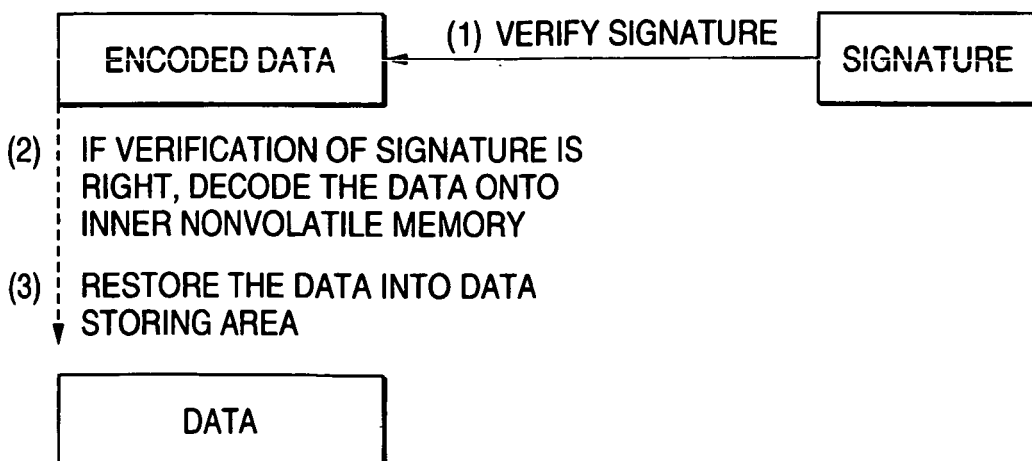 ENCODED DATA
(1) VERIFY SIGNATURE
SIGNATURE
(2) IF VERIFICATION OF SIGNATURE IS
RIGHT, DECODE THE DATA ONTO
INNER NONVOLATILE MEMORY
(3) RESTORE THE DATA INTO DATA
STORING AREA
DATA